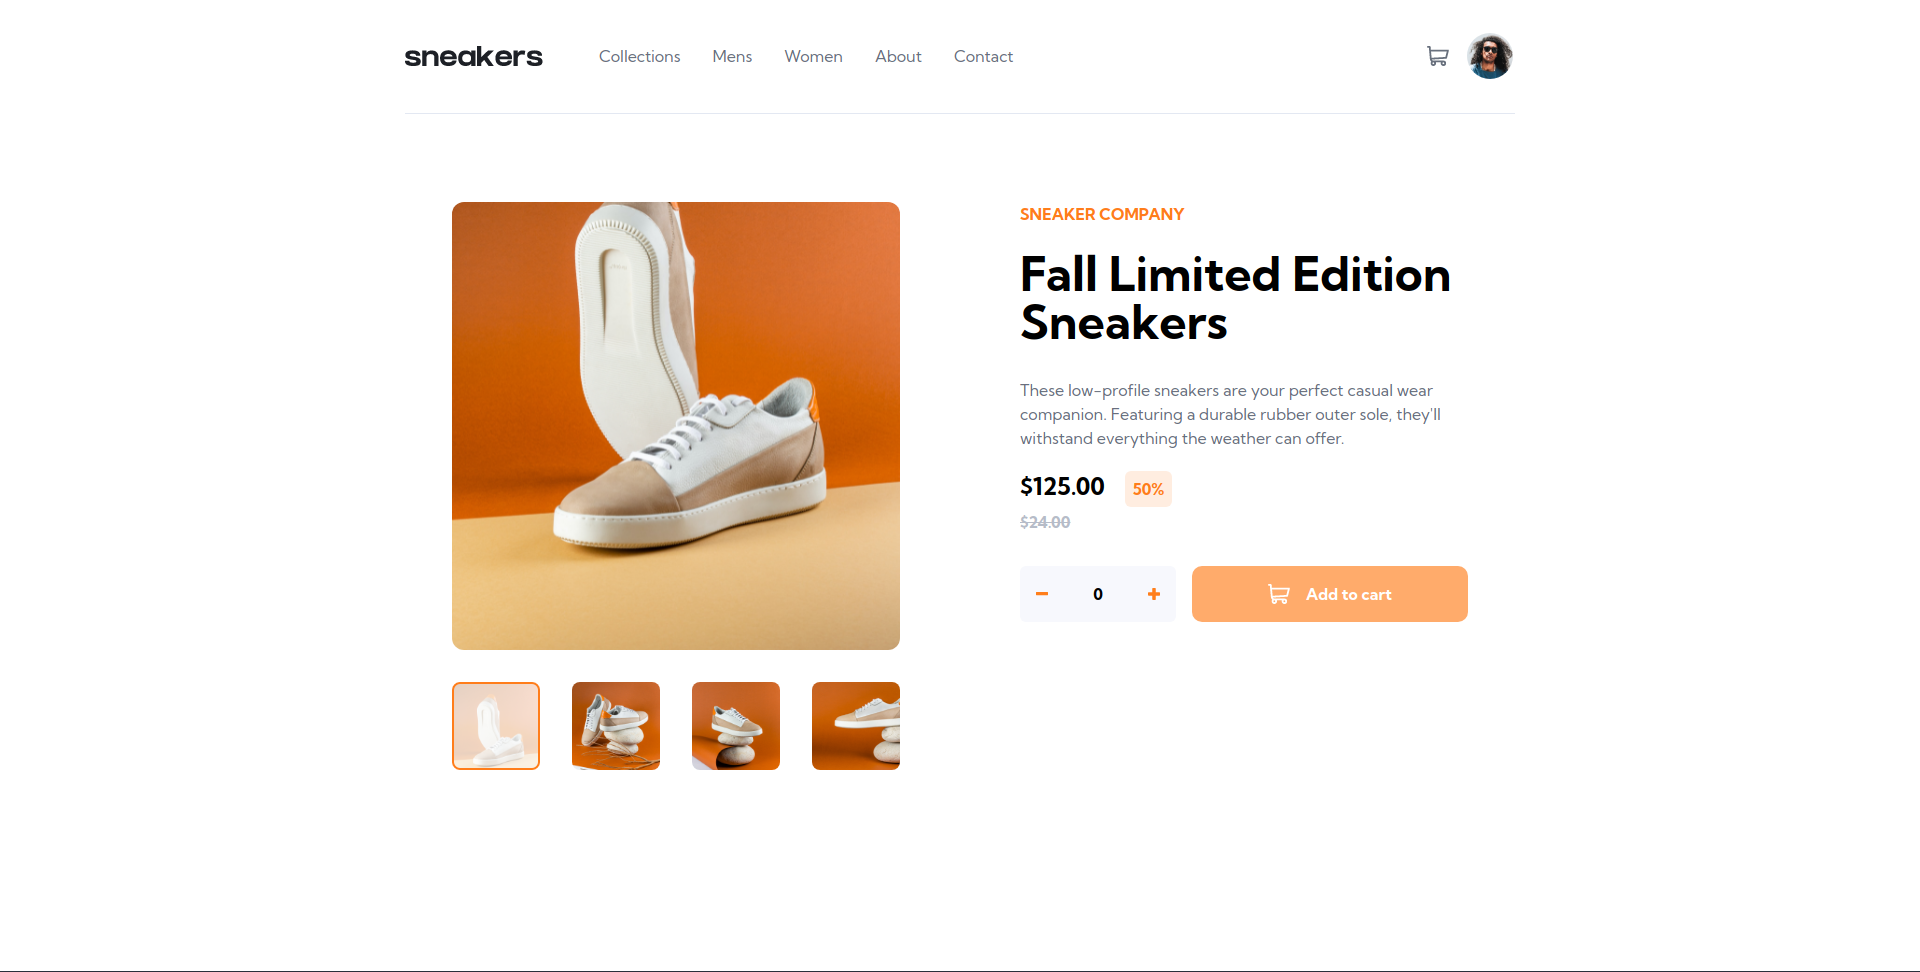 sneakers
Collections Mens Women About Contact
SNEAKER COMPANY
Fall Limited Edition
Sneakers
These low-profile sneakers are your perfect casual wear
companion. Featuring a durable rubber outer sole, they'll
withstand everything the weather can offer.
$125.00 50%
$24.00
0 Add to cart